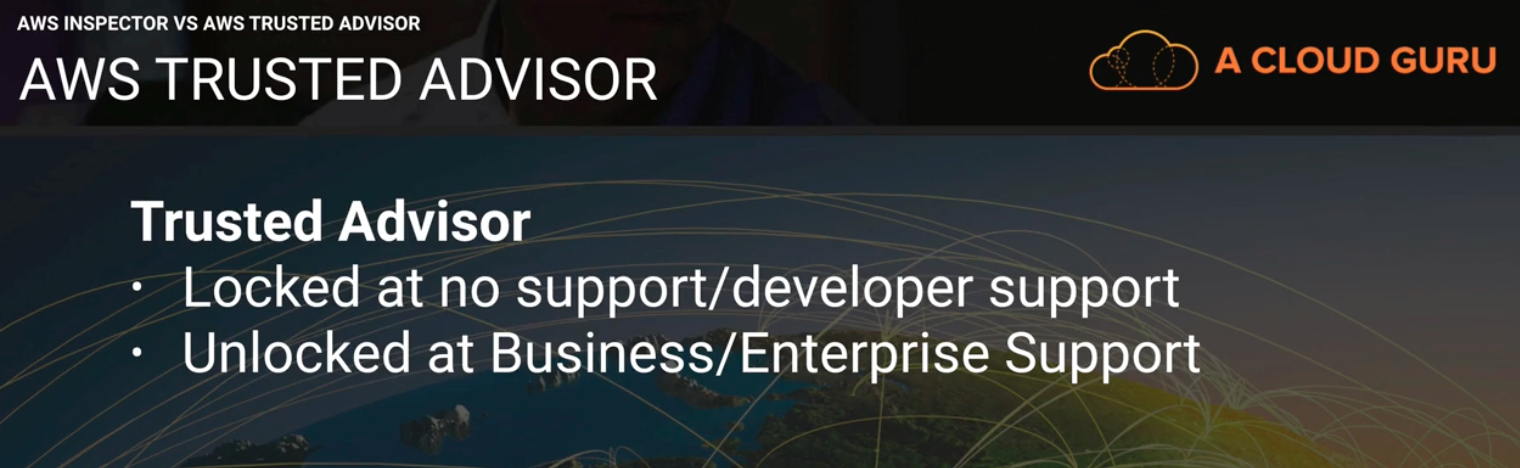 AWS INSPECTOR VS AWS TRUSTED ADVISOR
AWS TRUSTED ADVISOR
A CLOUD GURU
Trusted Advisor
• Locked at no support/developer support
• Unlocked at Business/Enterprise Support